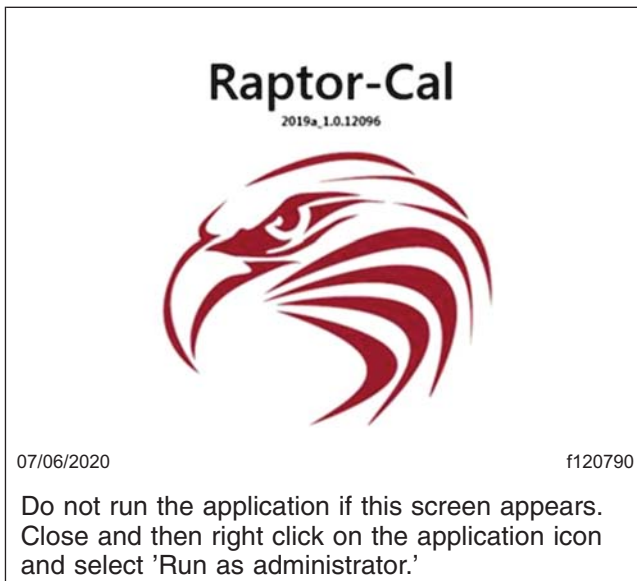 Raptor-Cal
2019a_1.0.12096
07/06/2020
f120790
Do not run the application if this screen appears.
Close and then right click on the application icon
and select ’Run as administrator.’